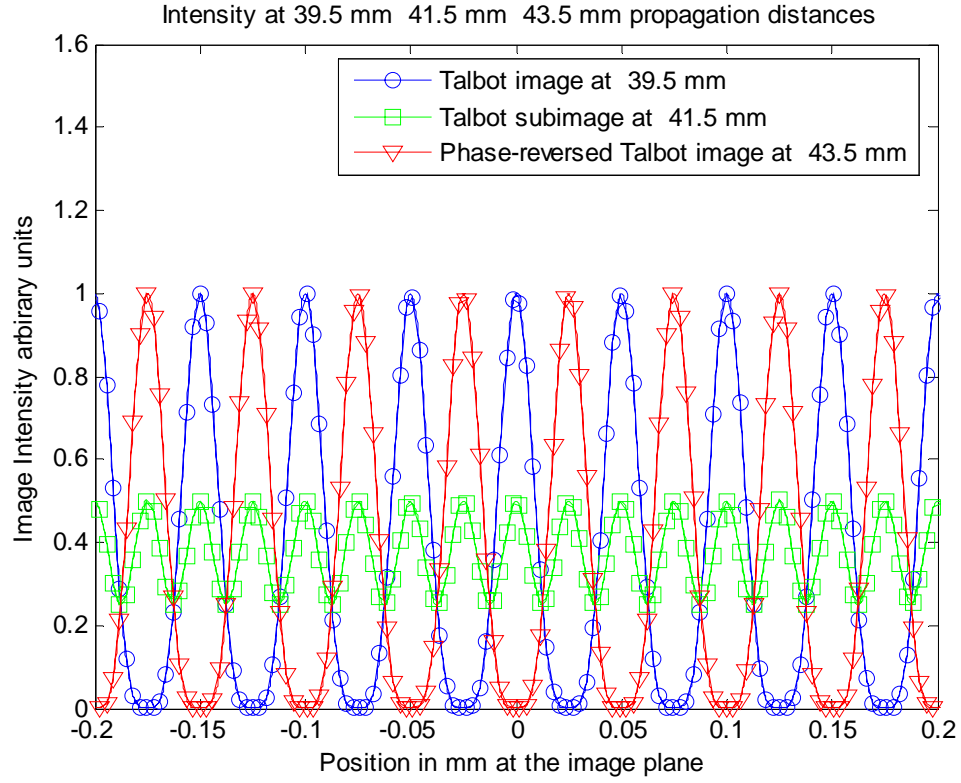 Intensity at 39.5 mm 41.5 mm 43.5 mm propagation distances
1.6
1.4
1.2
1
0.8
0.6
0.4
0.2
0
Image Intensity arbirary units
Talbot image at 39.5 mm
Talbot subimage at 41.5 mm
Phase-reversed Talbot image at 43.5 mm
-0.2 -0.15 -0.1 -0.05 0 0.05 0.1 0.15 0.2
Position in mm at the image plane